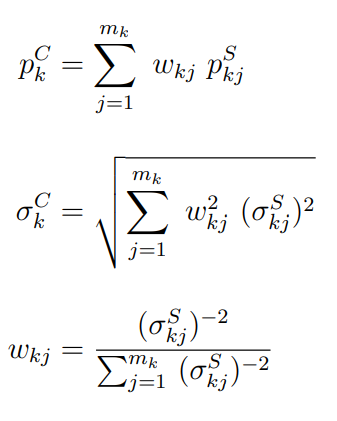 p_k^C = \sum_{j=1}^{m_k} w_{kj} p_{kj}^S
\sigma_k^C = \sqrt{\sum_{j=1}^{m_k} w_{kj}^2 (\sigma_{kj}^S)^2}
w_{kj} = \frac{(\sigma_{kj}^S)^{-2}}{\sum_{j=1}^{m_k} (\sigma_{kj}^S)^{-2}}